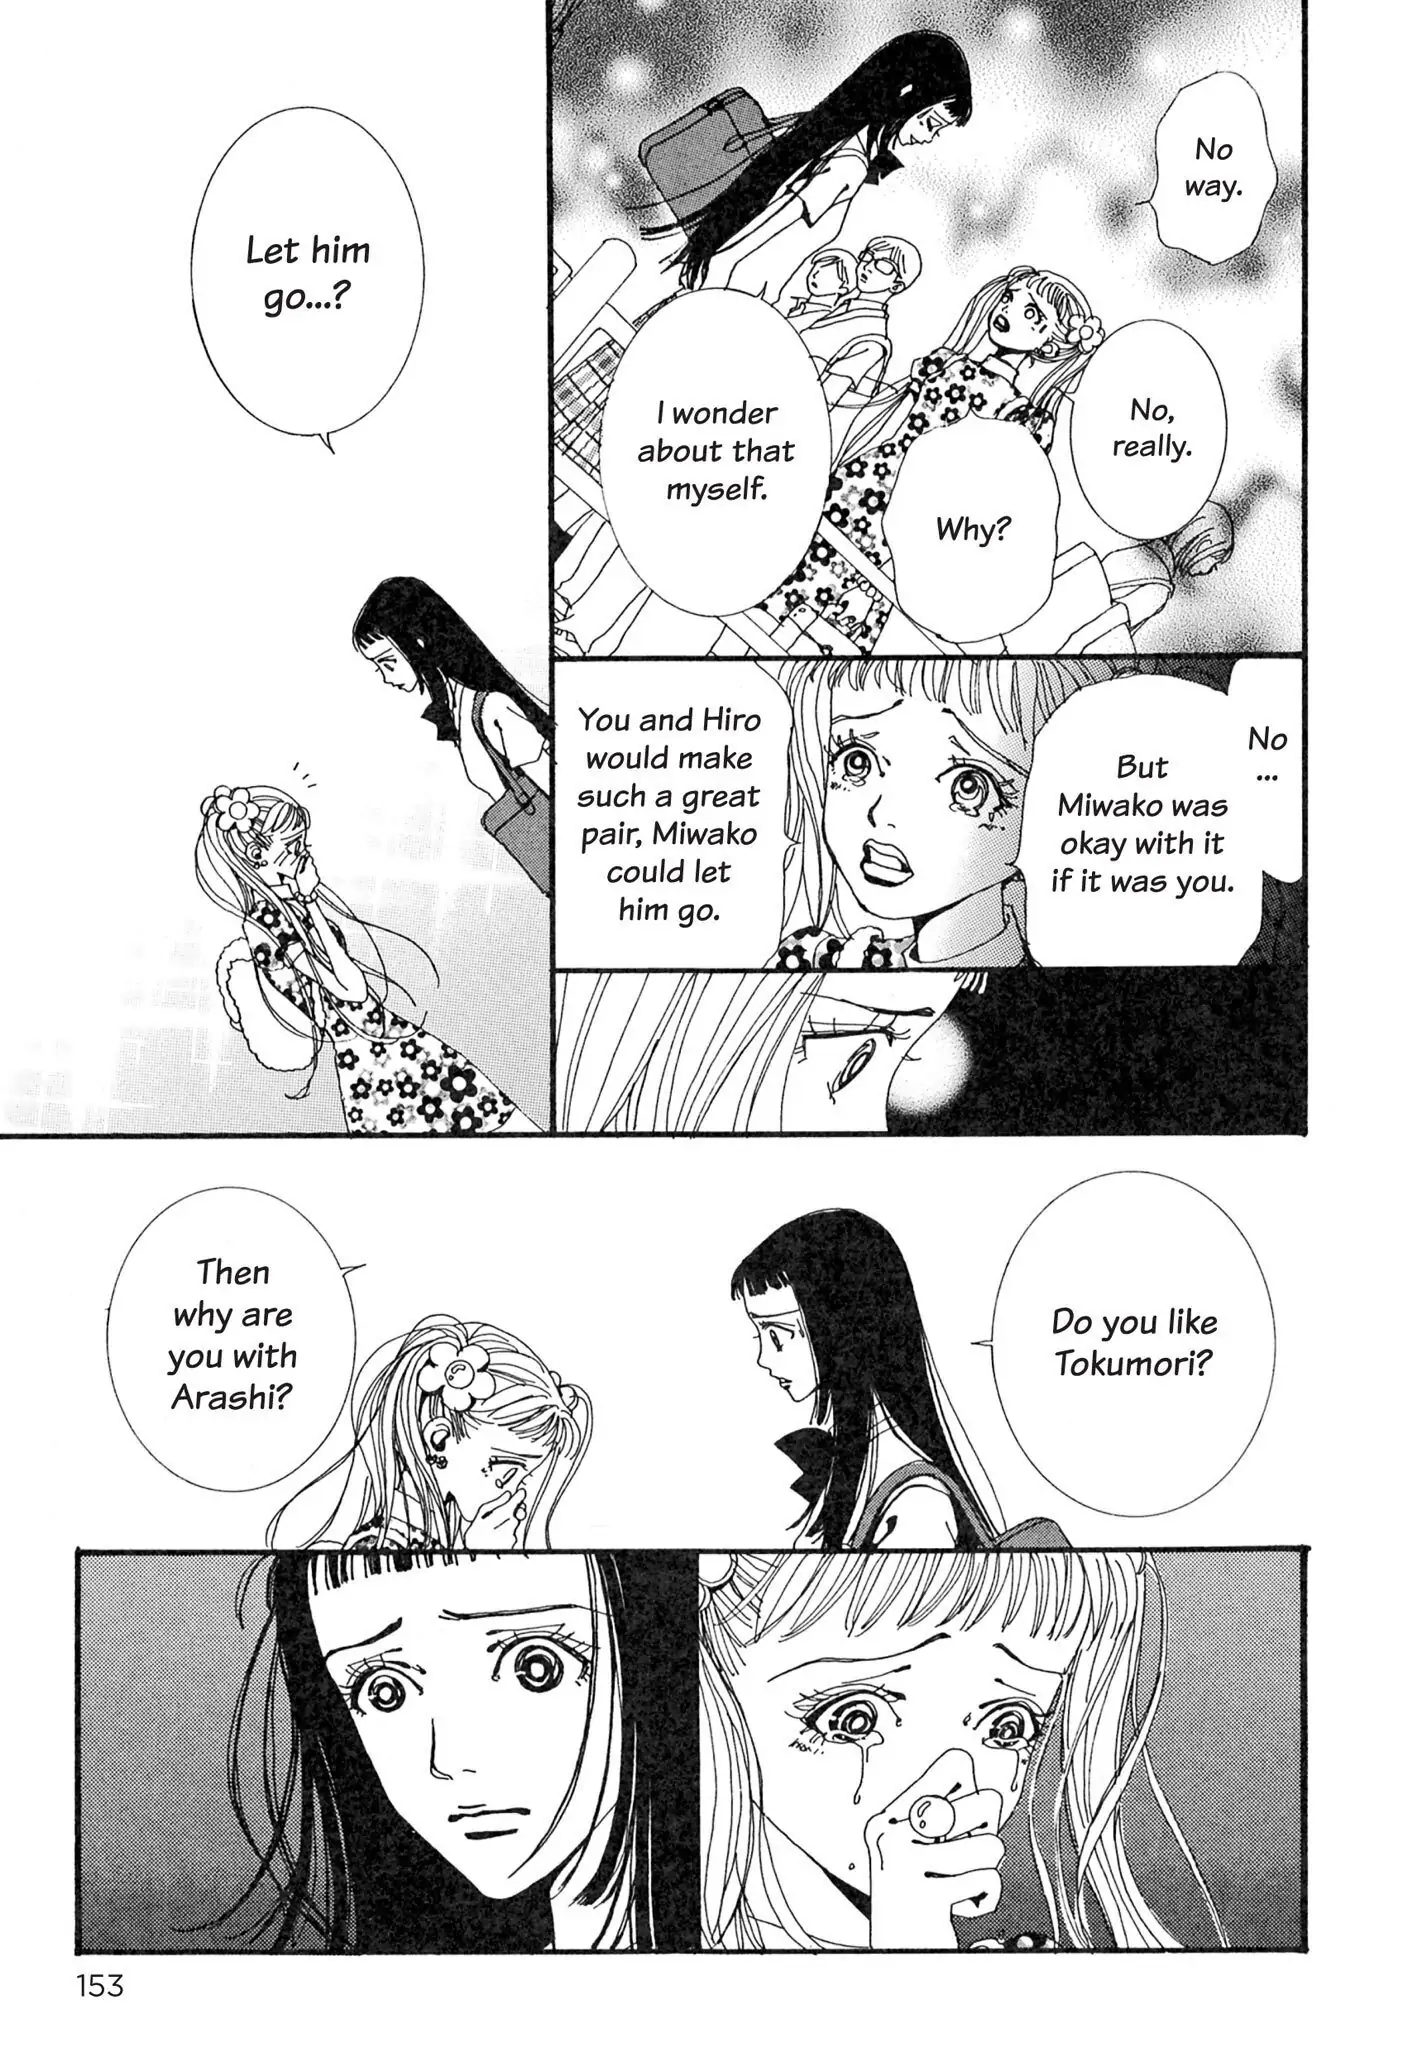 No
way.
No,
really.
Why?
I wonder
about that
myself.
No
...
But
Miwako was
okay with it
if it was you.
You and Hiro
would make
such a great
pair, Miwako
could let
him go.
Let him
go...?
Do you like
Tokumori?
Then
why are
you with
Arashi?
153